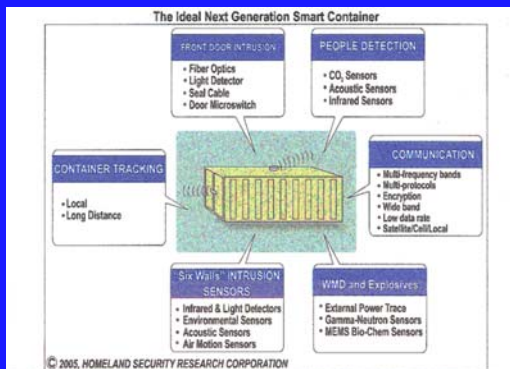 The Ideal Next Generation Smart Container
FRONT DOOR INTRUSION
• Fiber Optics
• Light Detector
• Seal Cable
• Door Microswitch
PEOPLE DETECTION
• CO₂ Sensors
• Acoustic Sensors
• Infrared Sensors
CONTAINER TRACKING
• Local
• Long Distance
COMMUNICATION
• Multi-frequency bands
• Multi-protocols
• Encryption
• Wide band
• Low data rate
• Satellite/Cell/Local
Six Walls" INTRUSION
SENSORS
• Infrared & Light Detectors
• Environmental Sensors
• Acoustic Sensors
• Air Motion Sensors
WMD and Explosives
• External Power Trace
• Gamma-Neutron Sensors
• MEMS Bio-Chem Sensors
© 2005, HOMELAND SECURITY RESEARCH CORPORATION